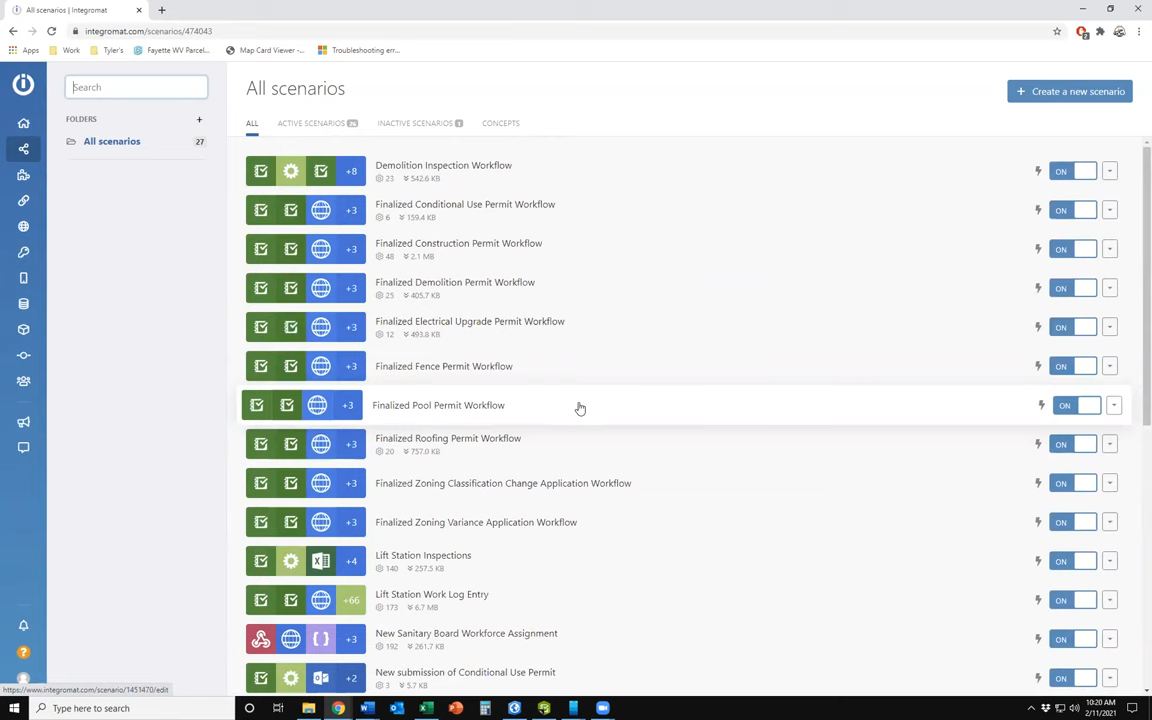 All scenarios | Integromat
integromat.com/scenarios/474043
2
Apps
Work
Tyler's
Fayette WV Parcel...
Map Card Viewer -...
Troubleshooting err...
Search
All scenarios
+ Create a new scenario
FOLDERS +
ALL
ACTIVE SCENARIOS 26
INACTIVE SCENARIOS 1
CONCEPTS
All scenarios 27
+8 Demolition Inspection Workflow ON
23 542.6 KB
+3 Finalized Conditional Use Permit Workflow ON
6 159.4 KB
+3 Finalized Construction Permit Workflow ON
48 2.1 MB
+3 Finalized Demolition Permit Workflow ON
25 405.7 KB
+3 Finalized Electrical Upgrade Permit Workflow ON
12 493.8 KB
+3 Finalized Fence Permit Workflow ON
+3 Finalized Pool Permit Workflow ON
+3 Finalized Roofing Permit Workflow ON
20 757.0 KB
+3 Finalized Zoning Classification Change Application Workflow ON
+3 Finalized Zoning Variance Application Workflow ON
+4 Lift Station Inspections ON
140 257.5 KB
+66 Lift Station Work Log Entry ON
173 6.7 MB
{ } +3 New Sanitary Board Workforce Assignment ON
192 261.7 KB
+2 New submission of Conditional Use Permit ON
3 5.7 KB
https://www.integromat.com/scenario/1451470/edit
Type here to search
10:20 AM
2/11/2021